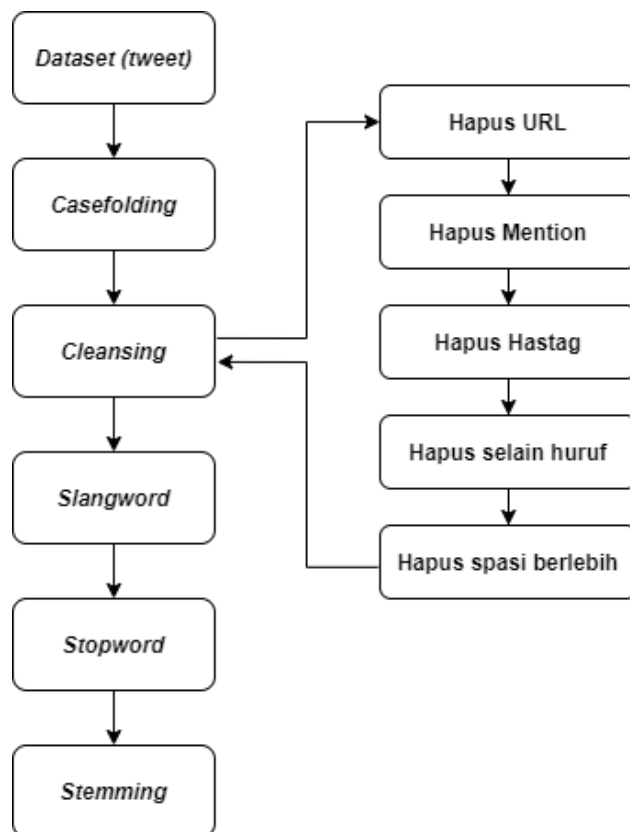 Dataset (tweet)
Casefolding
Cleansing
Hapus URL
Hapus Mention
Hapus Hastag
Hapus selain huruf
Hapus spasi berlebih
Slangword
Stopword
Stemming